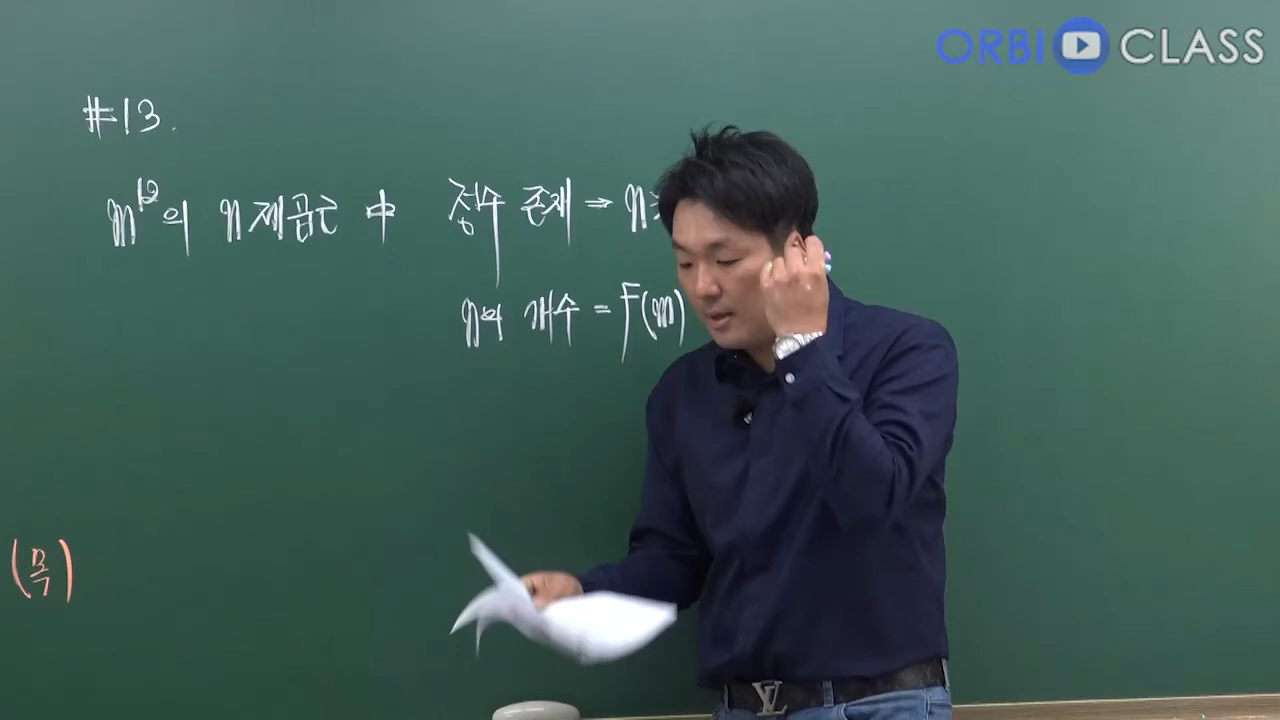 ORBI CLASS
#13.
m¹²의 n제곱근 中 정수 존재 → n
n의 개수 = F(m)
(목)